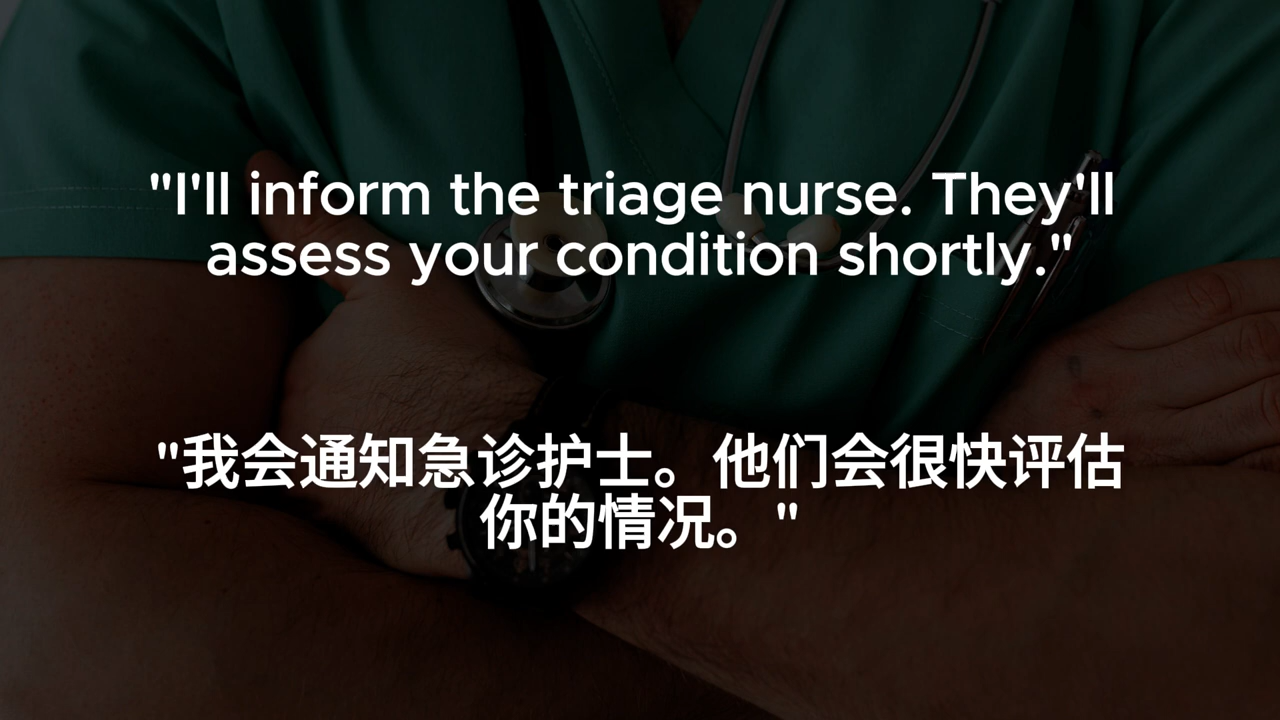 "I'll inform the triage nurse. They'll
assess your condition shortly."
"我会通知急诊护士。他们会很快评估
你的情况。"